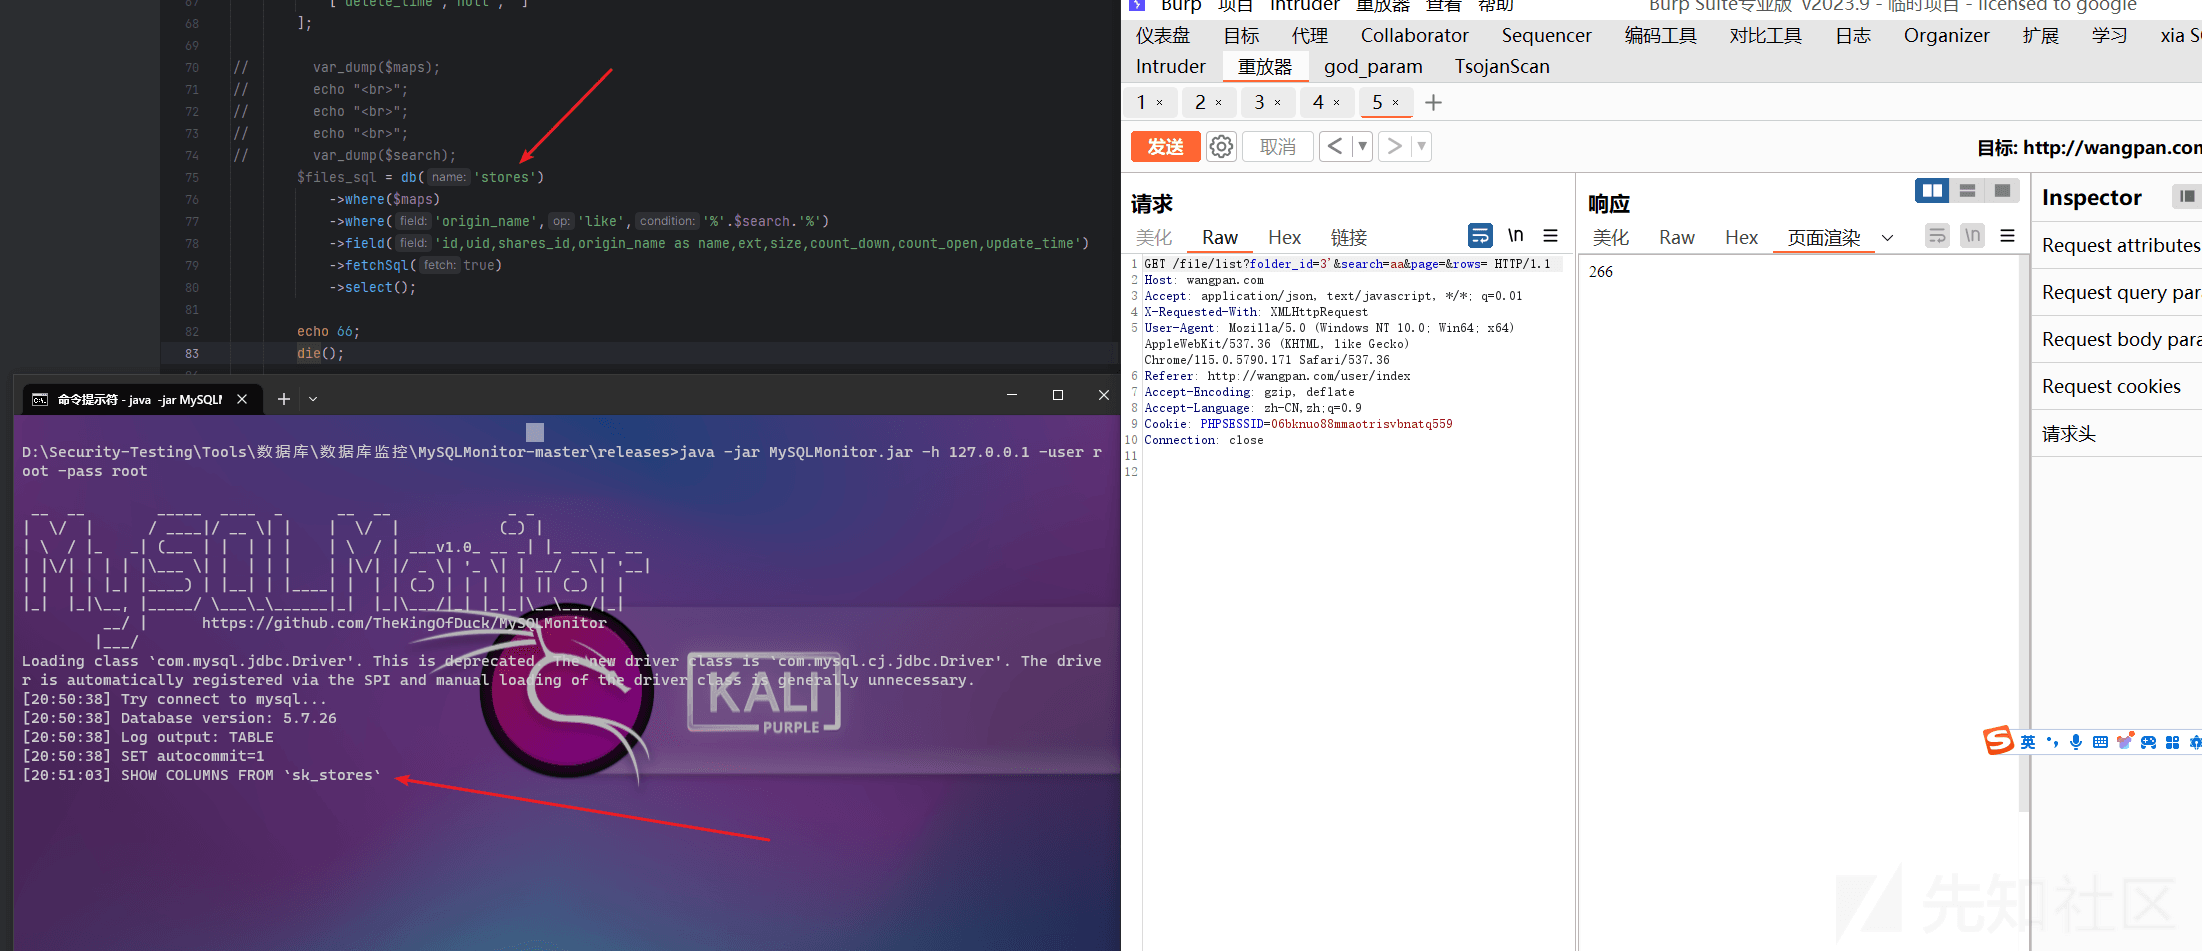 67 ['delete_time','null', ]
68 ];
69
70 // var_dump($maps);
71 // echo "<br>";
72 // echo "<br>";
73 // echo "<br>";
74 // var_dump($search);
75 $files_sql = db( name: 'stores')
76 ->where($maps)
77 ->where( field: 'origin_name', op: 'like', condition: '%'.$search.'%')
78 ->field( field: 'id,uid,shares_id,origin_name as name,ext,size,count_down,count_open,update_time')
79 ->fetchSql( fetch: true)
80 ->select();
81
82 echo 66;
83 die();
命令提示符 - java -jar MySQLM
D:\Security-Testing\Tools\数据库\数据库监控\MySQLMonitor-master\releases>java -jar MySQLMonitor.jar -h 127.0.0.1 -user r
oot -pass root
v1.0
https://github.com/TheKingOfDuck/MySQLMonitor
Loading class `com.mysql.jdbc.Driver'. This is deprecated. The new driver class is `com.mysql.cj.jdbc.Driver'. The drive
r is automatically registered via the SPI and manual loading of the driver class is generally unnecessary.
[20:50:38] Try connect to mysql...
[20:50:38] Database version: 5.7.26
[20:50:38] Log output: TABLE
[20:50:38] SET autocommit=1
[20:51:03] SHOW COLUMNS FROM `sk_stores`
KALI
PURPLE
Burp 项目 Intruder 重放器 查看 帮助 Burp Suite专业版 v2023.9 - 临时项目 - licensed to google
仪表盘 目标 代理 Collaborator Sequencer 编码工具 对比工具 日志 Organizer 扩展 学习 xia S
Intruder 重放器 god_param TsojanScan
1 × 2 × 3 × 4 × 5 × +
发送 取消 < > 目标: http://wangpan.com
请求
美化 Raw Hex 链接 \n
1 GET /file/list?folder_id=3'&search=aa&page=&rows= HTTP/1.1
2 Host: wangpan.com
3 Accept: application/json, text/javascript, */*; q=0.01
4 X-Requested-With: XMLHttpRequest
5 User-Agent: Mozilla/5.0 (Windows NT 10.0; Win64; x64)
AppleWebKit/537.36 (KHTML, like Gecko)
Chrome/115.0.5790.171 Safari/537.36
6 Referer: http://wangpan.com/user/index
7 Accept-Encoding: gzip, deflate
8 Accept-Language: zh-CN,zh;q=0.9
9 Cookie: PHPSESSID=06bknuo88mmaotrisvbnatq559
10 Connection: close
11
12
响应
美化 Raw Hex 页面渲染 \n
266
Inspector
Request attributes
Request query par
Request body para
Request cookies
请求头
S 英
先知社区